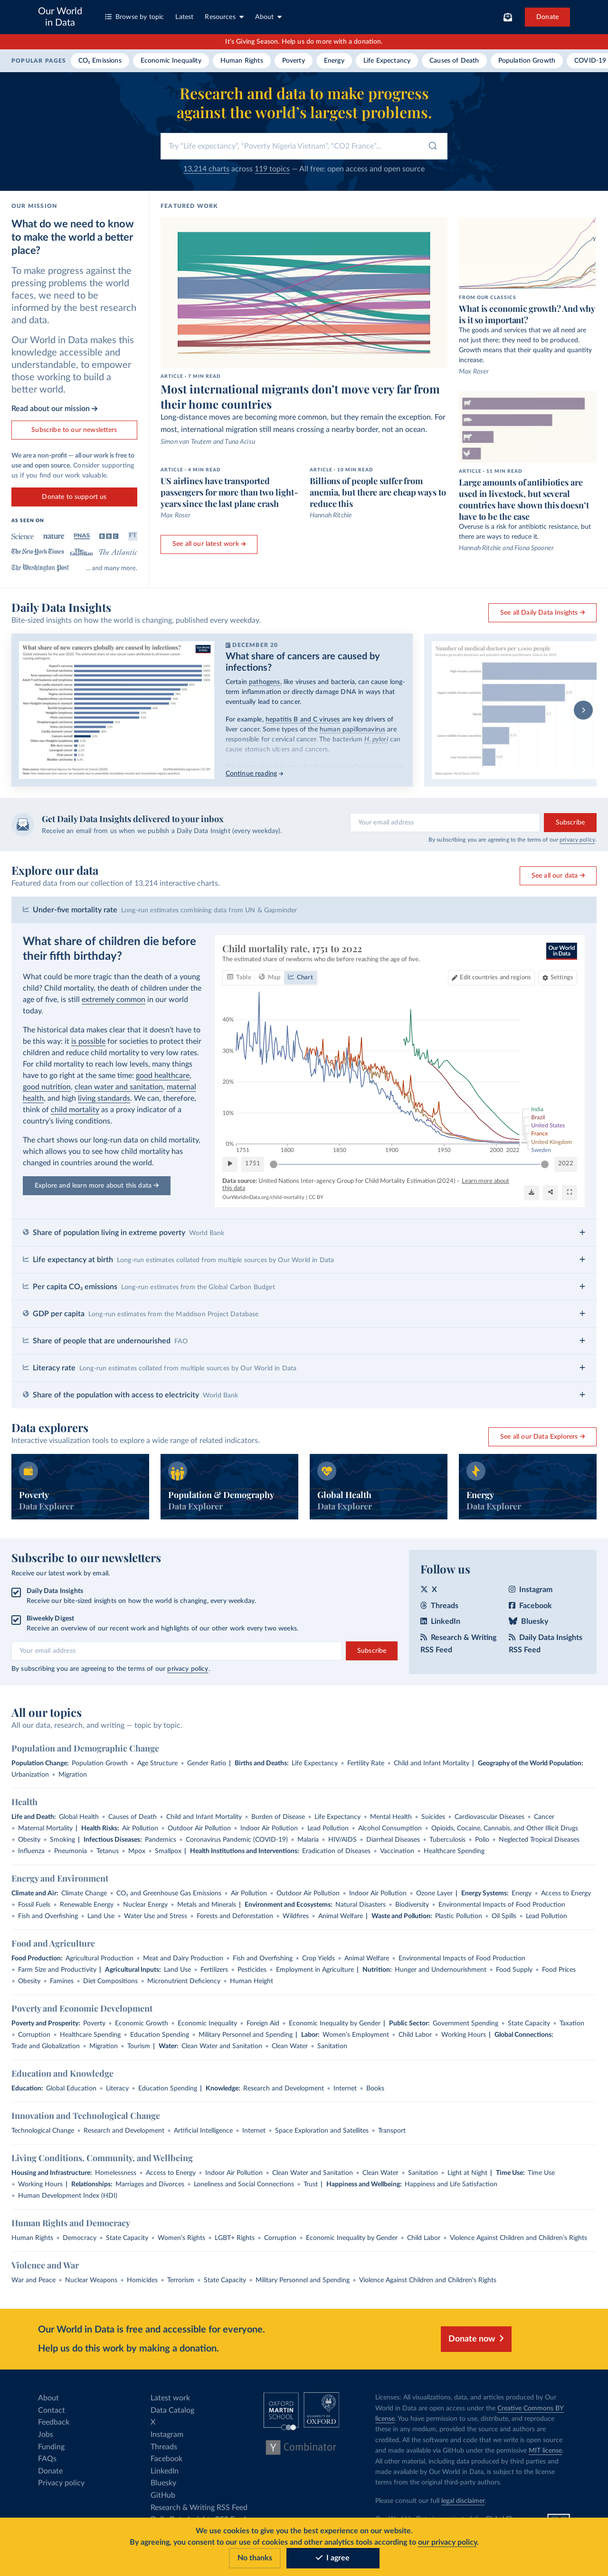 Our World
in Data
Browse by topic
Latest
Resources
About
Donate
It's Giving Season. Help us do more with a donation.
POPULAR PAGES
CO₂ Emissions
Economic Inequality
Human Rights
Poverty
Energy
Life Expectancy
Causes of Death
Population Growth
COVID-19
Research and data to make progress
against the world's largest problems.
Try "Life expectancy", "Poverty Nigeria Vietnam", "CO2 France"...
13,214 charts across 119 topics — All free: open access and open source
OUR MISSION
What do we need to know
to make the world a better
place?
To make progress against the
pressing problems the world
faces, we need to be
informed by the best research
and data.
Our World in Data makes this
knowledge accessible and
understandable, to empower
those working to build a
better world.
Read about our mission →
Subscribe to our newsletters
We are a non-profit — all our work is free to
use and open source. Consider supporting
us if you find our work valuable.
Donate to support us
AS SEEN ON
Science
nature
PNAS
BBC
FT
The New York Times
The Guardian
The Atlantic
The Washington Post
... and many more.
FEATURED WORK
ARTICLE · 7 MIN READ
Most international migrants don't move very far from
their home countries
Long-distance moves are becoming more common, but they remain the exception. For
most, international migration still means crossing a nearby border, not an ocean.
Simon van Teutem and Tuna Acisu
ARTICLE · 4 MIN READ
US airlines have transported
passengers for more than two light-
years since the last plane crash
Max Roser
ARTICLE · 10 MIN READ
Billions of people suffer from
anemia, but there are cheap ways to
reduce this
Hannah Ritchie
See all our latest work →
FROM OUR CLASSICS
What is economic growth? And why
is it so important?
The goods and services that we all need are
not just there; they need to be produced.
Growth means that their quality and quantity
increase.
Max Roser
ARTICLE · 11 MIN READ
Large amounts of antibiotics are
used in livestock, but several
countries have shown this doesn't
have to be the case
Overuse is a risk for antibiotic resistance, but
there are ways to reduce it.
Hannah Ritchie and Fiona Spooner
Daily Data Insights
Bite-sized insights on how the world is changing, published every weekday.
See all Daily Data Insights →
What share of new cancers globally are caused by infections?
DECEMBER 20
What share of cancers are caused by
infections?
Certain pathogens, like viruses and bacteria, can cause long-
term inflammation or directly damage DNA in ways that
eventually lead to cancer.
For example, hepatitis B and C viruses are key drivers of
liver cancer. Some types of the human papillomavirus are
responsible for cervical cancer. The bacterium H. pylori can
cause stomach ulcers and cancers.
Continue reading →
Number of medical doctors per 1,000 people
Get Daily Data Insights delivered to your inbox
Receive an email from us when we publish a Daily Data Insight (every weekday).
Your email address
Subscribe
By subscribing you are agreeing to the terms of our privacy policy.
Explore our data
Featured data from our collection of 13,214 interactive charts.
See all our data →
Under-five mortality rate Long-run estimates combining data from UN & Gapminder
What share of children die before
their fifth birthday?
What could be more tragic than the death of a young
child? Child mortality, the death of children under the
age of five, is still extremely common in our world
today.
The historical data makes clear that it doesn't have to
be this way: it is possible for societies to protect their
children and reduce child mortality to very low rates.
For child mortality to reach low levels, many things
have to go right at the same time: good healthcare,
good nutrition, clean water and sanitation, maternal
health, and high living standards. We can, therefore,
think of child mortality as a proxy indicator of a
country's living conditions.
The chart shows our long-run data on child mortality,
which allows you to see how child mortality has
changed in countries around the world.
Explore and learn more about this data →
Child mortality rate, 1751 to 2022
The estimated share of newborns who die before reaching the age of five.
Our World
in Data
Table
Map
Chart
Edit countries and regions
Settings
40%
30%
20%
10%
0%
1751
1800
1850
1900
1950
2000
2022
India
Brazil
United States
France
United Kingdom
Sweden
1751
2022
Data source: United Nations Inter-agency Group for Child Mortality Estimation (2024) – Learn more about
this data
OurWorldinData.org/child-mortality | CC BY
Share of population living in extreme poverty World Bank
Life expectancy at birth Long-run estimates collated from multiple sources by Our World in Data
Per capita CO₂ emissions Long-run estimates from the Global Carbon Budget
GDP per capita Long-run estimates from the Maddison Project Database
Share of people that are undernourished FAO
Literacy rate Long-run estimates collated from multiple sources by Our World in Data
Share of the population with access to electricity World Bank
Data explorers
Interactive visualization tools to explore a wide range of related indicators.
See all our Data Explorers →
Poverty
Data Explorer
Population & Demography
Data Explorer
Global Health
Data Explorer
Energy
Data Explorer
Subscribe to our newsletters
Receive our latest work by email.
Daily Data Insights
Receive our bite-sized insights on how the world is changing, every weekday.
Biweekly Digest
Receive an overview of our recent work and highlights of our other work every two weeks.
Your email address
Subscribe
By subscribing you are agreeing to the terms of our privacy policy.
Follow us
X
Instagram
Threads
Facebook
LinkedIn
Bluesky
Research & Writing
RSS Feed
Daily Data Insights
RSS Feed
All our topics
All our data, research, and writing — topic by topic.
Population and Demographic Change
Population Change: Population Growth • Age Structure • Gender Ratio | Births and Deaths: Life Expectancy • Fertility Rate • Child and Infant Mortality | Geography of the World Population:
Urbanization • Migration
Health
Life and Death: Global Health • Causes of Death • Child and Infant Mortality • Burden of Disease • Life Expectancy • Mental Health • Suicides • Cardiovascular Diseases • Cancer
• Maternal Mortality | Health Risks: Air Pollution • Outdoor Air Pollution • Indoor Air Pollution • Lead Pollution • Alcohol Consumption • Opioids, Cocaine, Cannabis, and Other Illicit Drugs
• Obesity • Smoking | Infectious Diseases: Pandemics • Coronavirus Pandemic (COVID-19) • Malaria • HIV/AIDS • Diarrheal Diseases • Tuberculosis • Polio • Neglected Tropical Diseases
• Influenza • Pneumonia • Tetanus • Mpox • Smallpox | Health Institutions and Interventions: Eradication of Diseases • Vaccination • Healthcare Spending
Energy and Environment
Climate and Air: Climate Change • CO₂ and Greenhouse Gas Emissions • Air Pollution • Outdoor Air Pollution • Indoor Air Pollution • Ozone Layer | Energy Systems: Energy • Access to Energy
• Fossil Fuels • Renewable Energy • Nuclear Energy • Metals and Minerals | Environment and Ecosystems: Natural Disasters • Biodiversity • Environmental Impacts of Food Production
• Fish and Overfishing • Land Use • Water Use and Stress • Forests and Deforestation • Wildfires • Animal Welfare | Waste and Pollution: Plastic Pollution • Oil Spills • Lead Pollution
Food and Agriculture
Food Production: Agricultural Production • Meat and Dairy Production • Fish and Overfishing • Crop Yields • Animal Welfare • Environmental Impacts of Food Production
• Farm Size and Productivity | Agricultural Inputs: Land Use • Fertilizers • Pesticides • Employment in Agriculture | Nutrition: Hunger and Undernourishment • Food Supply • Food Prices
• Obesity • Famines • Diet Compositions • Micronutrient Deficiency • Human Height
Poverty and Economic Development
Poverty and Prosperity: Poverty • Economic Growth • Economic Inequality • Foreign Aid • Economic Inequality by Gender | Public Sector: Government Spending • State Capacity • Taxation
• Corruption • Healthcare Spending • Education Spending • Military Personnel and Spending | Labor: Women's Employment • Child Labor • Working Hours | Global Connections:
Trade and Globalization • Migration • Tourism | Water: Clean Water and Sanitation • Clean Water • Sanitation
Education and Knowledge
Education: Global Education • Literacy • Education Spending | Knowledge: Research and Development • Internet • Books
Innovation and Technological Change
Technological Change • Research and Development • Artificial Intelligence • Internet • Space Exploration and Satellites • Transport
Living Conditions, Community, and Wellbeing
Housing and Infrastructure: Homelessness • Access to Energy • Indoor Air Pollution • Clean Water and Sanitation • Clean Water • Sanitation • Light at Night | Time Use: Time Use
• Working Hours | Relationships: Marriages and Divorces • Loneliness and Social Connections • Trust | Happiness and Wellbeing: Happiness and Life Satisfaction
• Human Development Index (HDI)
Human Rights and Democracy
Human Rights • Democracy • State Capacity • Women's Rights • LGBT+ Rights • Corruption • Economic Inequality by Gender • Child Labor • Violence Against Children and Children's Rights
Violence and War
War and Peace • Nuclear Weapons • Homicides • Terrorism • State Capacity • Military Personnel and Spending • Violence Against Children and Children's Rights
Our World in Data is free and accessible for everyone.
Help us do this work by making a donation.
Donate now
About
Contact
Feedback
Jobs
Funding
FAQs
Donate
Privacy policy
Latest work
Data Catalog
X
Instagram
Threads
Facebook
LinkedIn
Bluesky
GitHub
Research & Writing RSS Feed
OXFORD
MARTIN
SCHOOL
UNIVERSITY OF
OXFORD
Y Combinator
Licenses: All visualizations, data, and articles produced by Our
World in Data are open access under the Creative Commons BY
license. You have permission to use, distribute, and reproduce
these in any medium, provided the source and authors are
credited. All the software and code that we write is open source
and made available via GitHub under the permissive MIT license.
All other material, including data produced by third parties and
made available by Our World in Data, is subject to the license
terms from the original third-party authors.
Please consult our full legal disclaimer.
We use cookies to give you the best experience on our website.
By agreeing, you consent to our use of cookies and other analytics tools according to our privacy policy.
No thanks
I agree